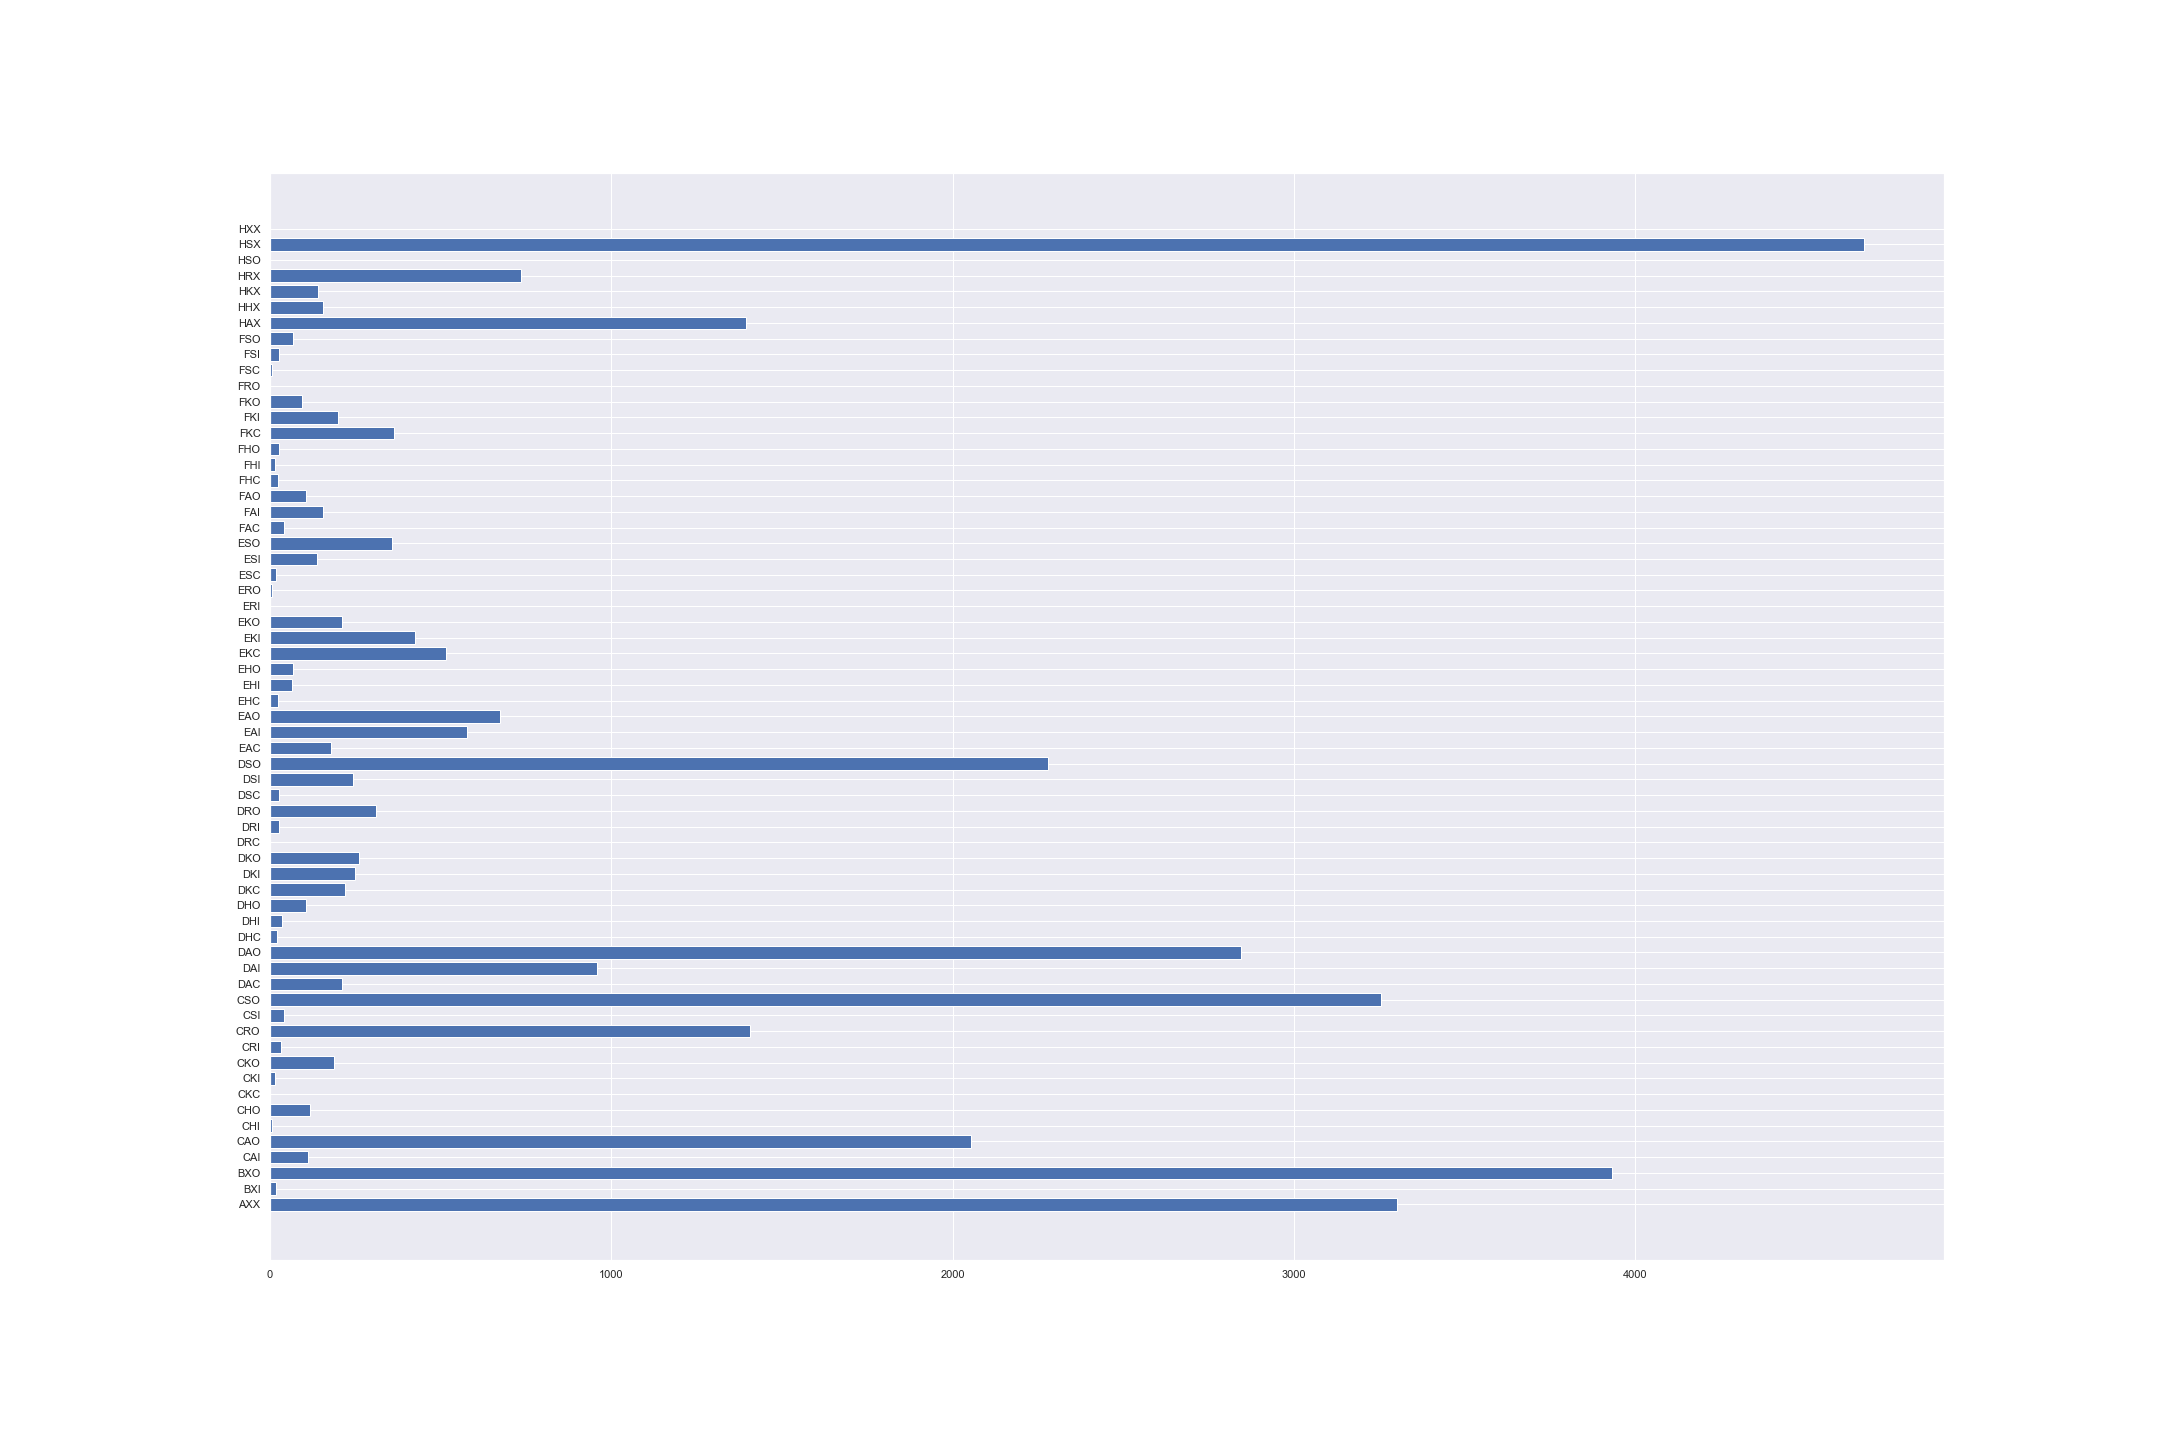 HXX
HSX
HSO
HRX
HKX
HHX
HAX
FSO
FSI
FSC
FRO
FKO
FKI
FKC
FHO
FHI
FHC
FAO
FAI
FAC
ESO
ESI
ESC
ERO
ERI
EKO
EKI
EKC
EHO
EHI
EHC
EAO
EAI
EAC
DSO
DSI
DSC
DRO
DRI
DRC
DKO
DKI
DKC
DHO
DHI
DHC
DAO
DAI
DAC
CSO
CSI
CRO
CRI
CKO
CKI
CKC
CHO
CHI
CAO
CAI
BXO
BXI
AXX
0 1000 2000 3000 4000